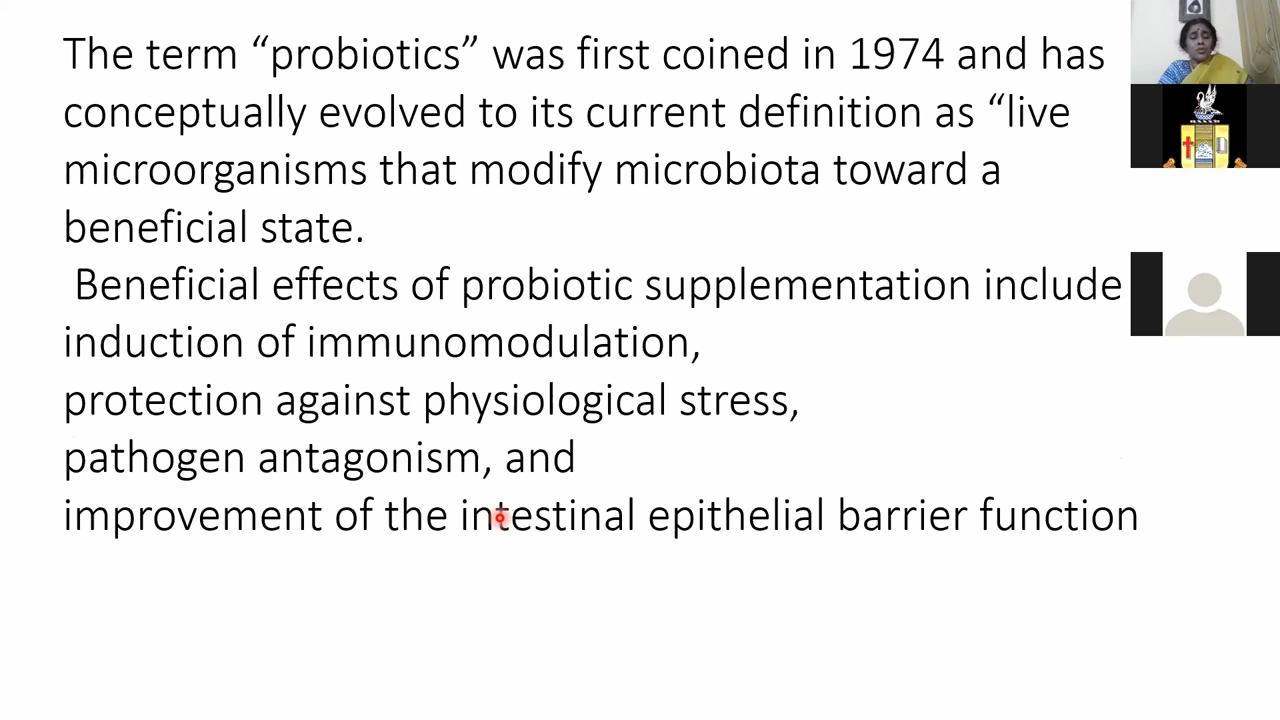 The term “probiotics” was first coined in 1974 and has
conceptually evolved to its current definition as “live
microorganisms that modify microbiota toward a
beneficial state.
Beneficial effects of probiotic supplementation include
induction of immunomodulation,
protection against physiological stress,
pathogen antagonism, and
improvement of the intestinal epithelial barrier function